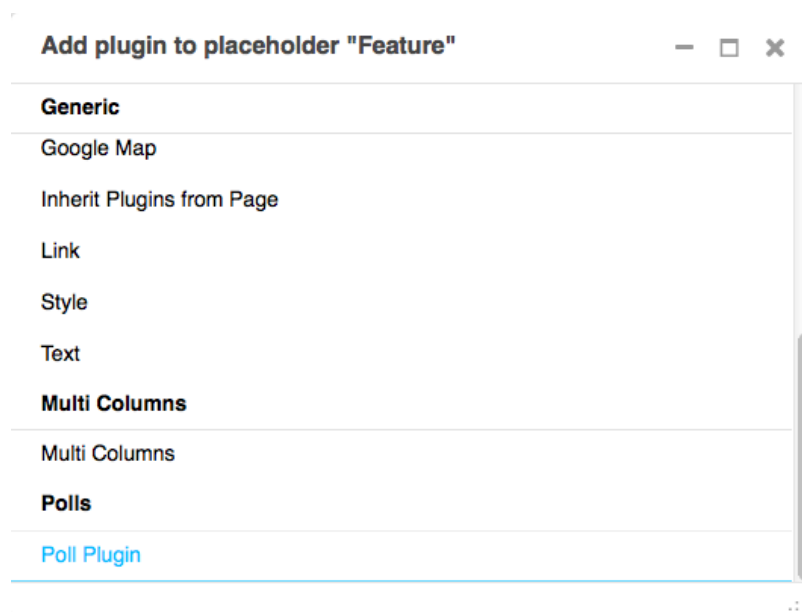 Add plugin to placeholder "Feature"
Generic
Google Map
Inherit Plugins from Page
Link
Style
Text
Multi Columns
Multi Columns
Polls
Poll Plugin